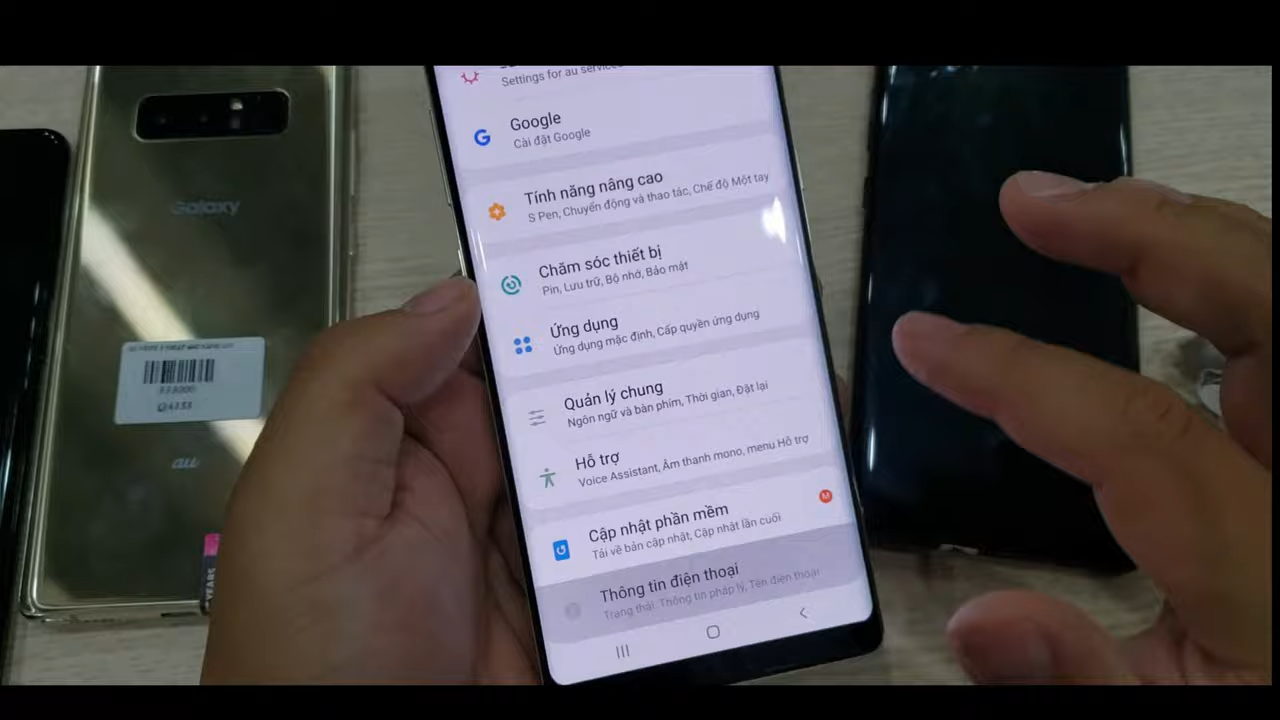 Settings for au services
Google
Cài đặt Google
Tính năng nâng cao
S Pen, Chuyển động và thao tác, Chế độ Một tay
Chăm sóc thiết bị
Pin, Lưu trữ, Bộ nhớ, Bảo mật
Ứng dụng
Ứng dụng mặc định, Cấp quyền ứng dụng
Quản lý chung
Ngôn ngữ và bàn phím, Thời gian, Đặt lại
Hỗ trợ
Voice Assistant, Âm thanh mono, menu Hỗ trợ
Cập nhật phần mềm
M
Tải về bản cập nhật, Cập nhật lần cuối
Thông tin điện thoại
Trạng thái, Thông tin pháp lý, Tên điện thoại
Galaxy
au
YEARS